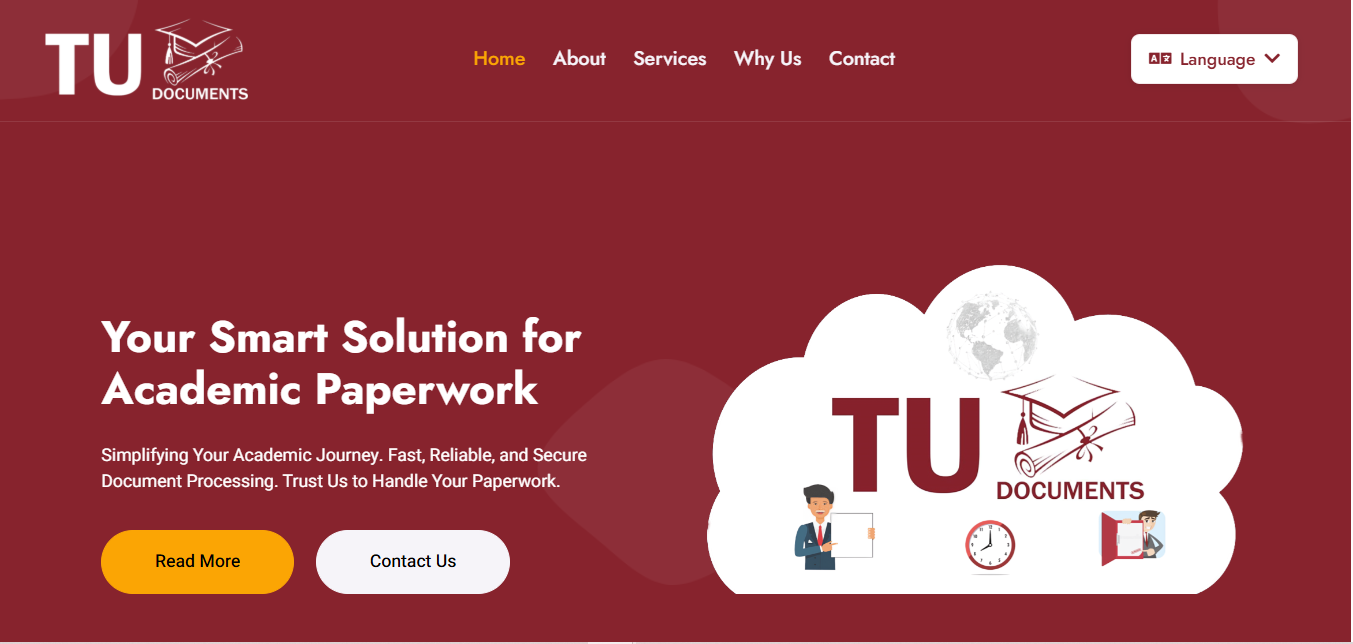 TU
DOCUMENTS
Home About Services Why Us Contact
Language
Your Smart Solution for
Academic Paperwork
Simplifying Your Academic Journey. Fast, Reliable, and Secure
Document Processing. Trust Us to Handle Your Paperwork.
Read More Contact Us
TU
DOCUMENTS